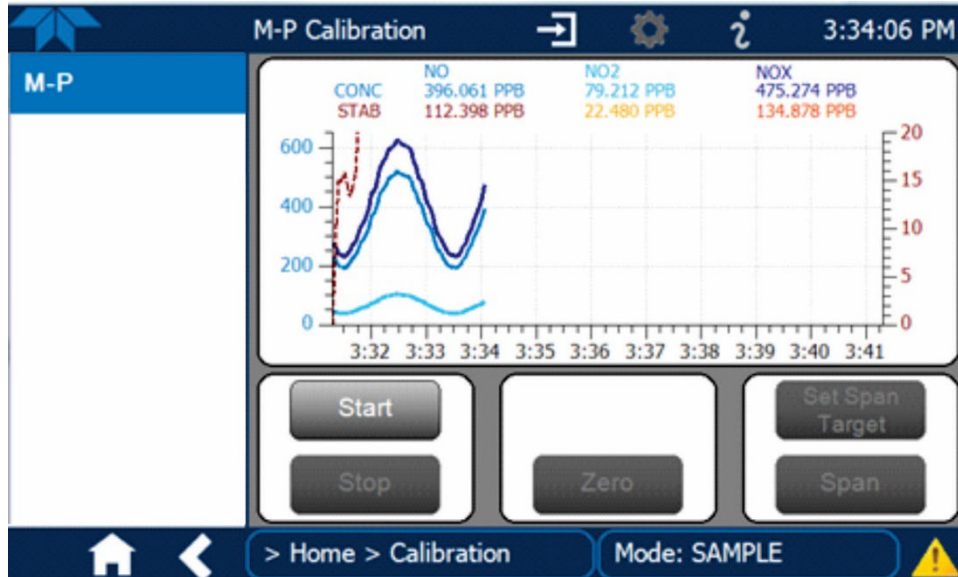 M-P Calibration 3:34:06 PM
M-P
NO NO2 NOX
CONC 396.061 PPB 79.212 PPB 475.274 PPB
STAB 112.398 PPB 22.480 PPB 134.878 PPB
600 20
15
400
10
200
5
0 0
3:32 3:33 3:34 3:35 3:36 3:37 3:38 3:39 3:40 3:41
Start
Set Span
Target
Stop Zero Span
> Home > Calibration Mode: SAMPLE